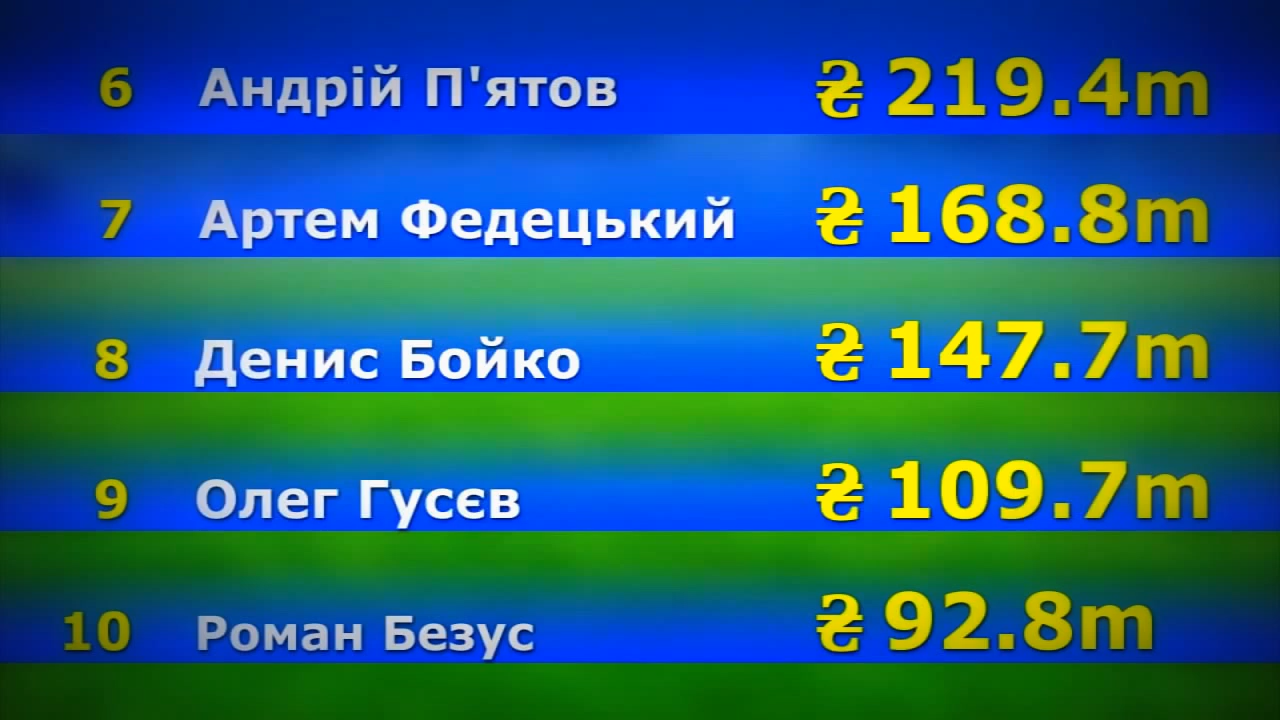 6 Андрій П'ятов ₴ 219.4m
7 Артем Федецький ₴ 168.8m
8 Денис Бойко ₴ 147.7m
9 Олег Гусєв ₴ 109.7m
10 Роман Безус ₴ 92.8m